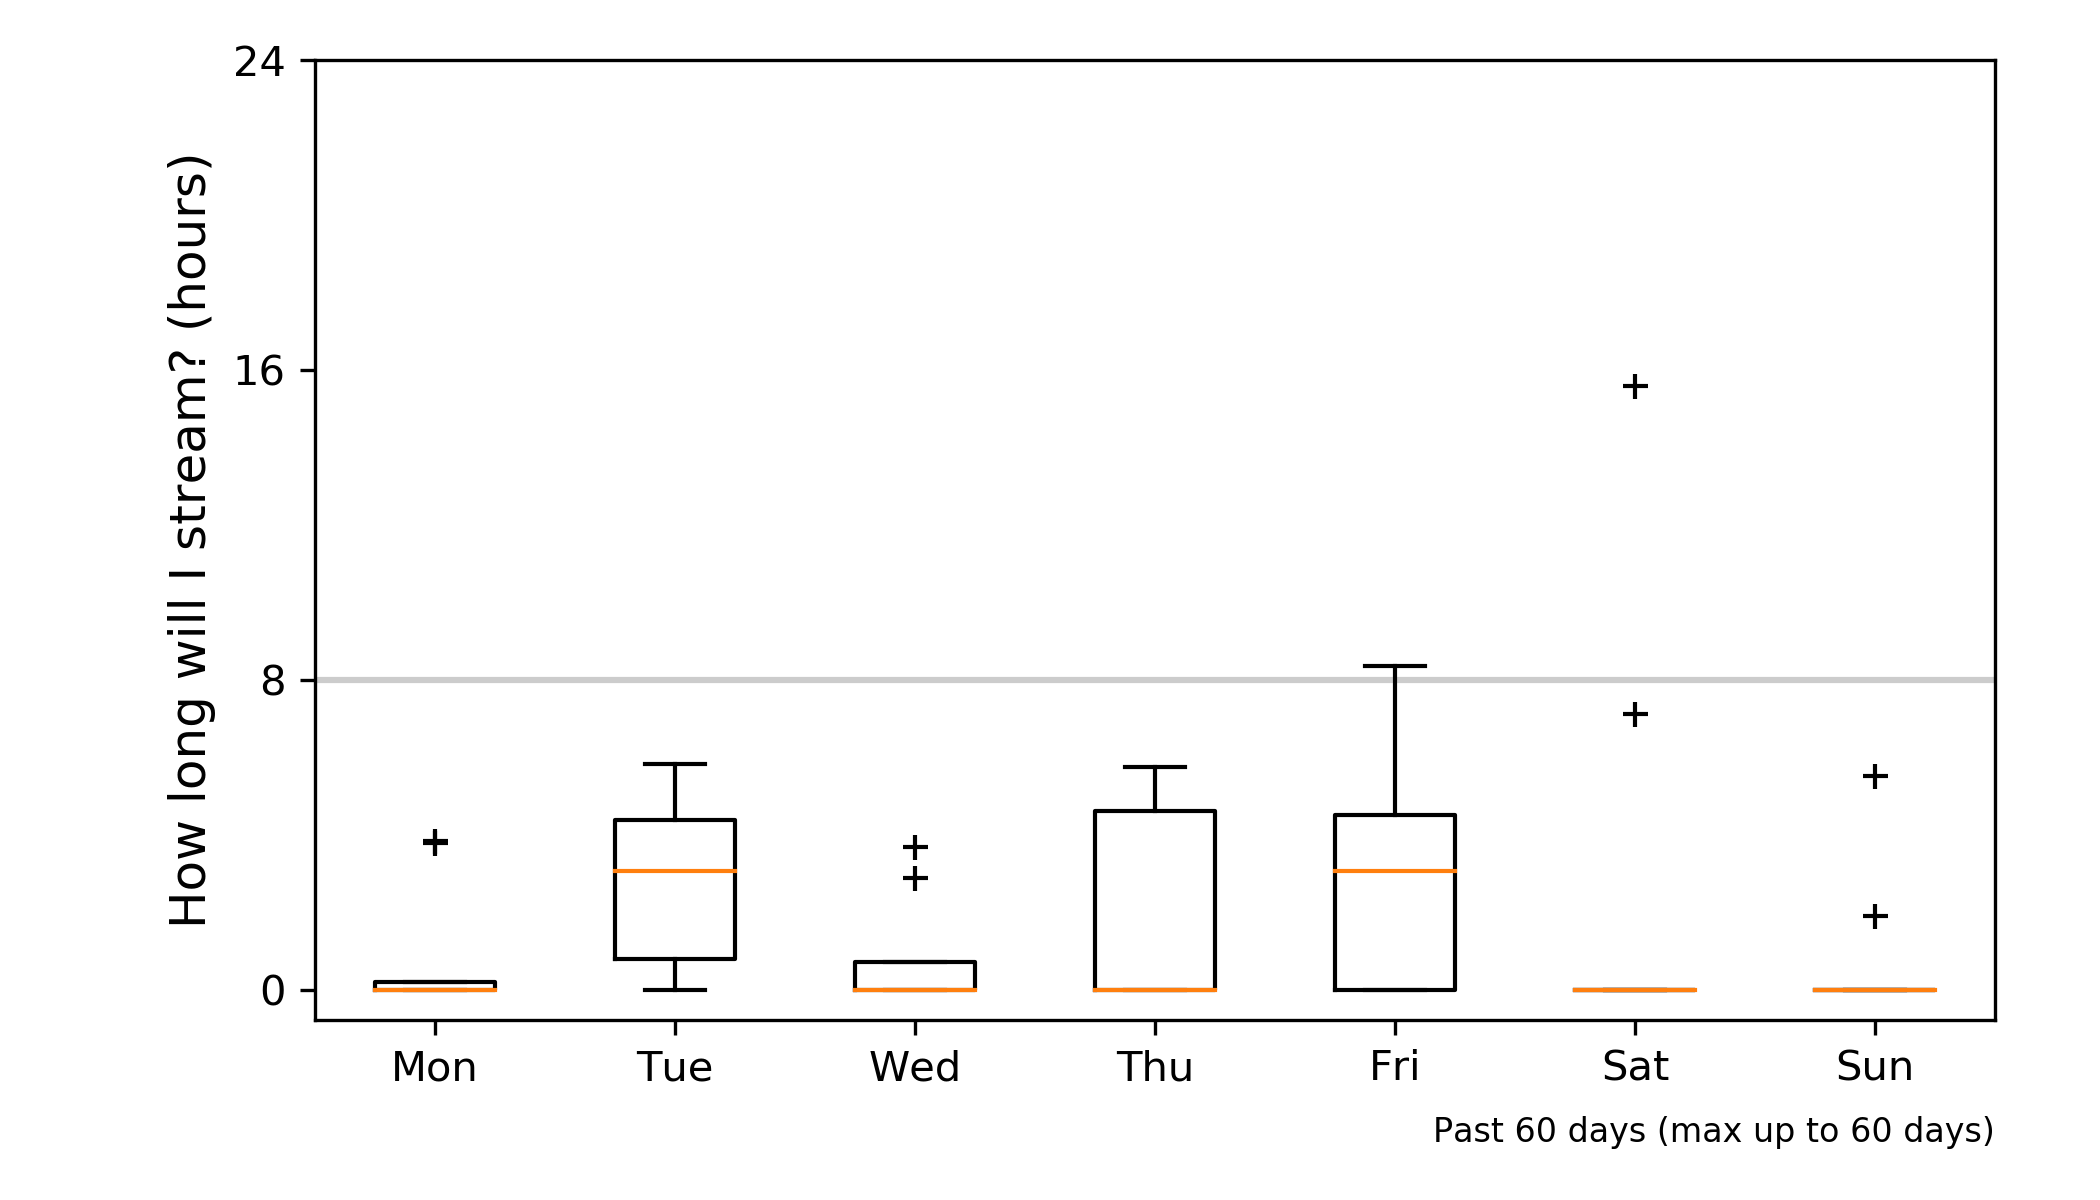 How long will I stream? (hours)
24
16
8
0
Mon Tue Wed Thu Fri Sat Sun
Past 60 days (max up to 60 days)